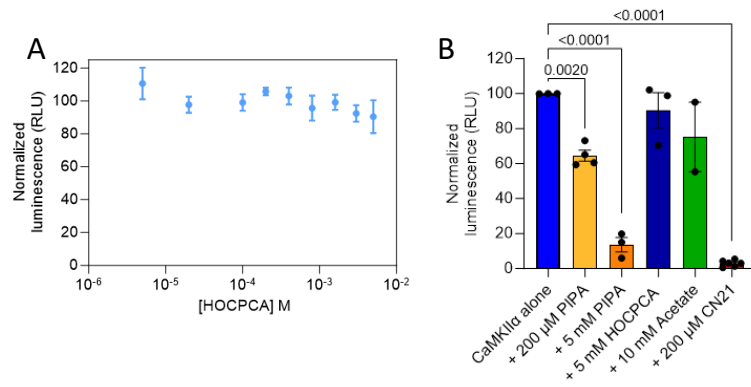 A
Normalized
luminescence (RLU)
120
100
80
60
40
20
0
10-6
10-5
10-4
10-3
10-2
[HOCPCA] M
B
<0.0001
<0.0001
0.0020
Normalized
luminescence (RLU)
120
100
80
60
40
20
0
CaMKIIα alone
+ 200 µM PIPA
+ 5 mM PIPA
+ 5 mM HOCPCA
+ 10 mM Acetate
+ 200 µM CN21